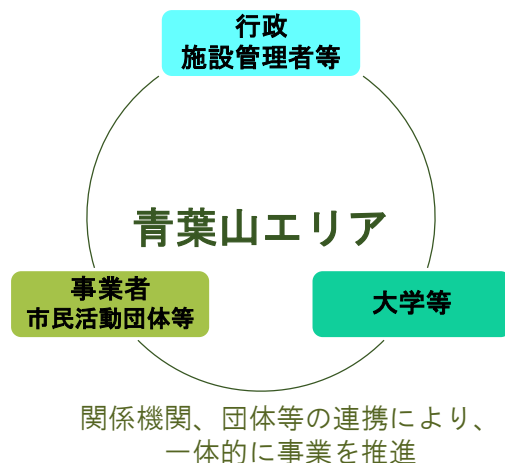 行政
施設管理者等
青葉山エリア
事業者
市民活動団体等
大学等
関係機関、団体等の連携により、
一体的に事業を推進